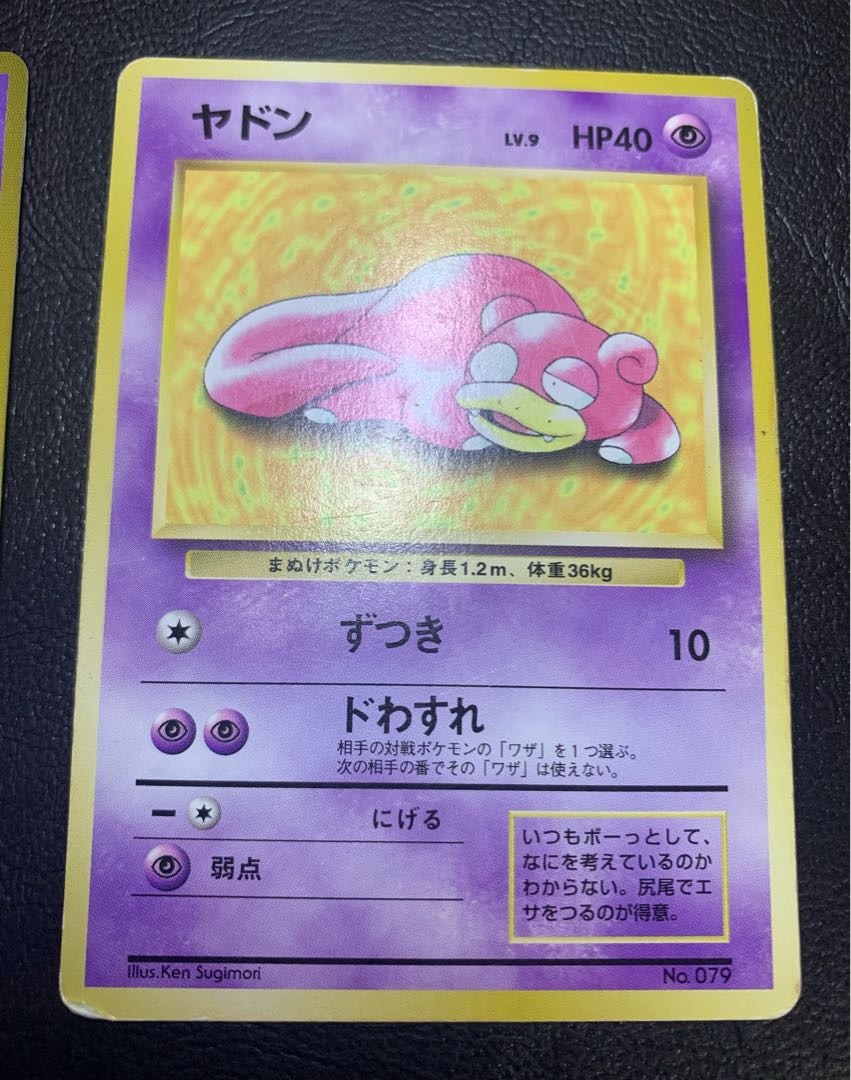 ヤドン LV.9 HP40
まぬけポケモン：身長1.2m、体重36kg
ずつき 10
ドわすれ
相手の対戦ポケモンの「ワザ」を1つ選ぶ。
次の相手の番でその「ワザ」は使えない。
にげる
弱点
いつもボーっとして、
なにを考えているのか
わからない。尻尾でエ
サをつるのが得意。
Illus.Ken Sugimori
No.079